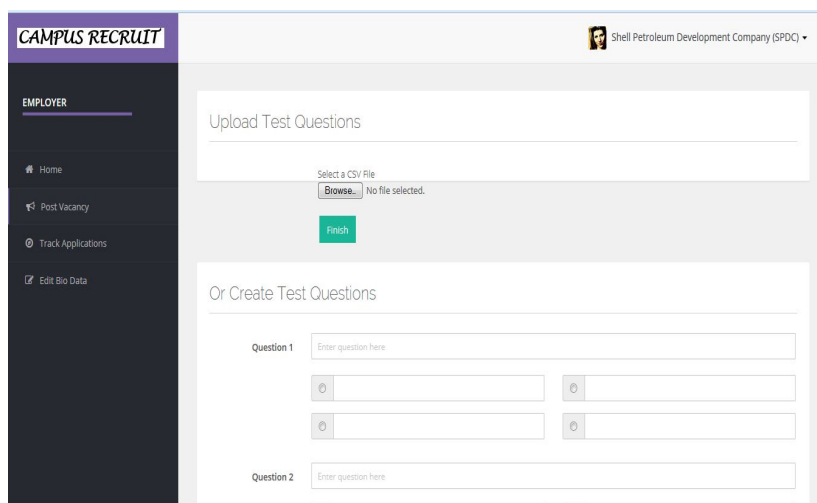 CAMPUS RECRUIT
Shell Petroleum Development Company (SPDC)
EMPLOYER
Home
Post Vacancy
Track Applications
Edit Bio Data
Upload Test Questions
Select a CSV File
Browse.. No file selected.
Finish
Or Create Test Questions
Question 1 Enter question here
Question 2 Enter question here